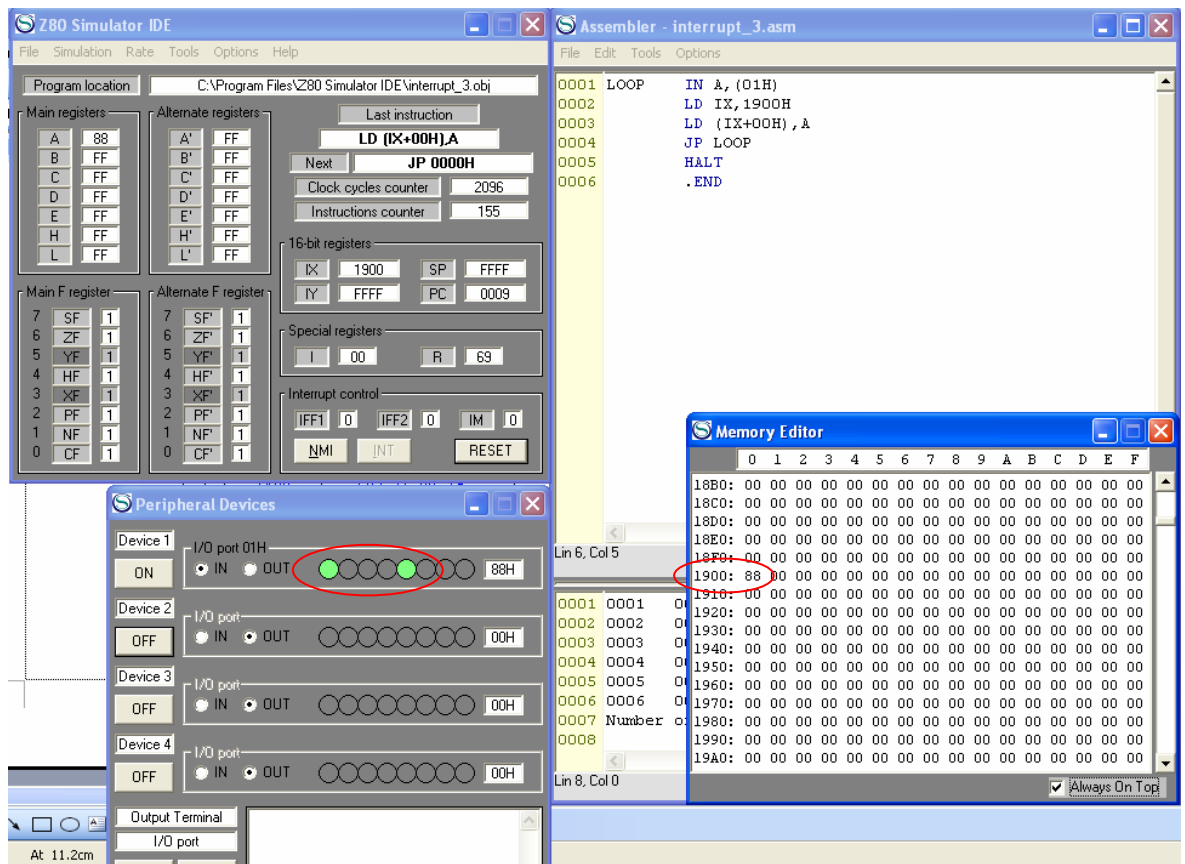 Z80 Simulator IDE
File Simulation Rate Tools Options Help
Program location C:\Program Files\Z80 Simulator IDE\interrupt_3.obj
Main registers
A 88
B FF
C FF
D FF
E FF
H FF
L FF
Alternate registers
A' FF
B' FF
C' FF
D' FF
E' FF
H' FF
L' FF
Last instruction
LD (IX+00H),A
Next JP 0000H
Clock cycles counter 2096
Instructions counter 155
16-bit registers
IX 1900 SP FFFF
IY FFFF PC 0009
Main F register
7 SF 1
6 ZF 1
5 YF 1
4 HF 1
3 XF 1
2 PF 1
1 NF 1
0 CF 1
Alternate F register
7 SF' 1
6 ZF' 1
5 YF' 1
4 HF' 1
3 XF' 1
2 PF' 1
1 NF' 1
0 CF' 1
Special registers
I 00 R 69
Interrupt control
IFF1 0 IFF2 0 IM 0
NMI INT RESET
Assembler - interrupt_3.asm
File Edit Tools Options
0001 LOOP IN A,(01H)
0002 LD IX,1900H
0003 LD (IX+00H),A
0004 JP LOOP
0005 HALT
0006 .END
Lin 6, Col 5
0001 0001
0002 0002
0003 0003
0004 0004
0005 0005
0006 0006
0007 Number
0008
Lin 8, Col 0
Peripheral Devices
Device 1
I/O port 01H
ON IN OUT 88H
Device 2
I/O port
OFF IN OUT 00H
Device 3
I/O port
OFF IN OUT 00H
Device 4
I/O port
OFF IN OUT 00H
Output Terminal
I/O port
Memory Editor
0 1 2 3 4 5 6 7 8 9 A B C D E F
18B0: 00 00 00 00 00 00 00 00 00 00 00 00 00 00 00 00
18C0: 00 00 00 00 00 00 00 00 00 00 00 00 00 00 00 00
18D0: 00 00 00 00 00 00 00 00 00 00 00 00 00 00 00 00
18E0: 00 00 00 00 00 00 00 00 00 00 00 00 00 00 00 00
18F0: 00 00 00 00 00 00 00 00 00 00 00 00 00 00 00 00
1900: 88 00 00 00 00 00 00 00 00 00 00 00 00 00 00 00
1910: 00 00 00 00 00 00 00 00 00 00 00 00 00 00 00 00
1920: 00 00 00 00 00 00 00 00 00 00 00 00 00 00 00 00
1930: 00 00 00 00 00 00 00 00 00 00 00 00 00 00 00 00
1940: 00 00 00 00 00 00 00 00 00 00 00 00 00 00 00 00
1950: 00 00 00 00 00 00 00 00 00 00 00 00 00 00 00 00
1960: 00 00 00 00 00 00 00 00 00 00 00 00 00 00 00 00
1970: 00 00 00 00 00 00 00 00 00 00 00 00 00 00 00 00
1980: 00 00 00 00 00 00 00 00 00 00 00 00 00 00 00 00
1990: 00 00 00 00 00 00 00 00 00 00 00 00 00 00 00 00
19A0: 00 00 00 00 00 00 00 00 00 00 00 00 00 00 00 00
Always On Top
At 11.2cm